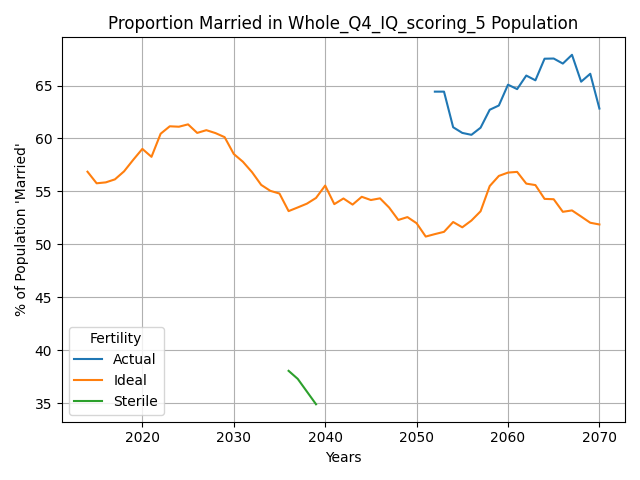 Proportion Married in Whole_Q4_IQ_scoring_5 Population
% of Population 'Married'
65
60
55
50
45
40
35
Fertility
Actual
Ideal
Sterile
2020 2030 2040 2050 2060 2070
Years